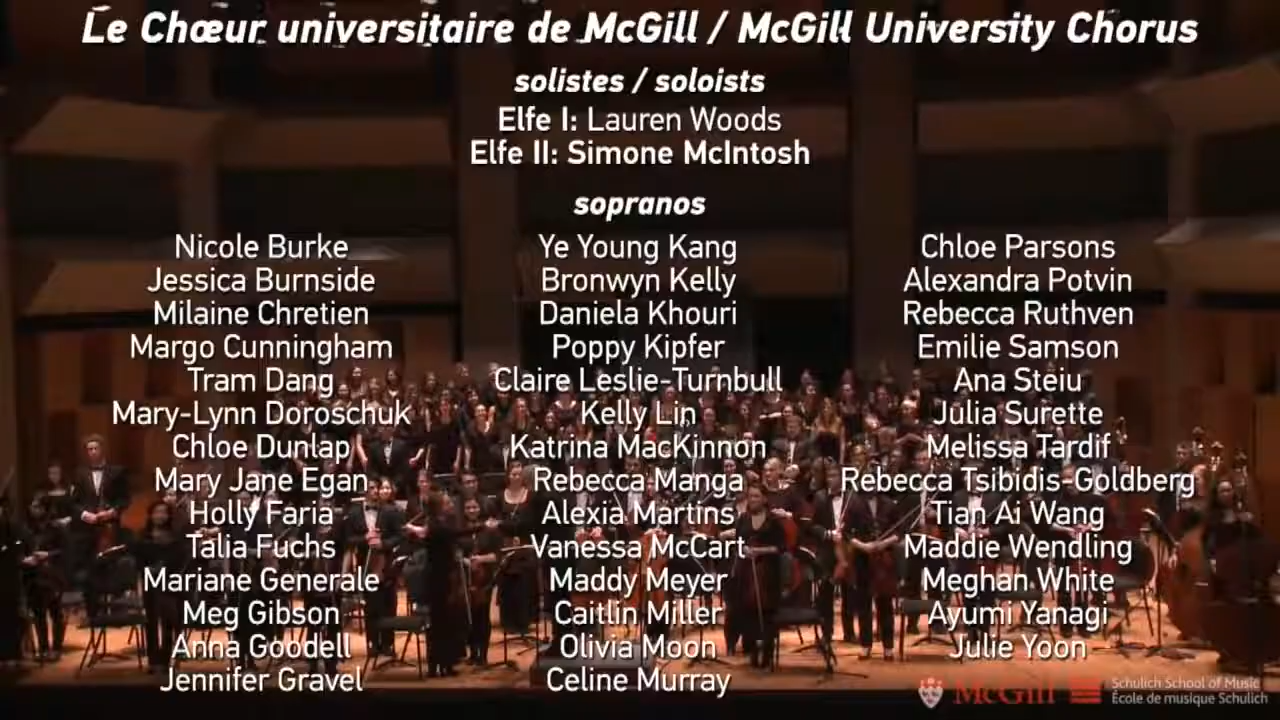 Le Chœur universitaire de McGill / McGill University Chorus
solistes / soloists
Elfe I: Lauren Woods
Elfe II: Simone McIntosh
sopranos
Nicole Burke
Jessica Burnside
Milaine Chretien
Margo Cunningham
Tram Dang
Mary-Lynn Doroschuk
Chloe Dunlap
Mary Jane Egan
Holly Faria
Talia Fuchs
Mariane Generale
Meg Gibson
Anna Goodell
Jennifer Gravel
Ye Young Kang
Bronwyn Kelly
Daniela Khouri
Poppy Kipfer
Claire Leslie-Turnbull
Kelly Lin
Katrina MacKinnon
Rebecca Manga
Alexia Martins
Vanessa McCart
Maddy Meyer
Caitlin Miller
Olivia Moon
Celine Murray
Chloe Parsons
Alexandra Potvin
Rebecca Ruthven
Emilie Samson
Ana Steiu
Julia Surette
Melissa Tardif
Rebecca Tsibidis-Goldberg
Tian Ai Wang
Maddie Wendling
Meghan White
Ayumi Yanagi
Julie Yoon
McGill
Schulich School of Music
École de musique Schulich